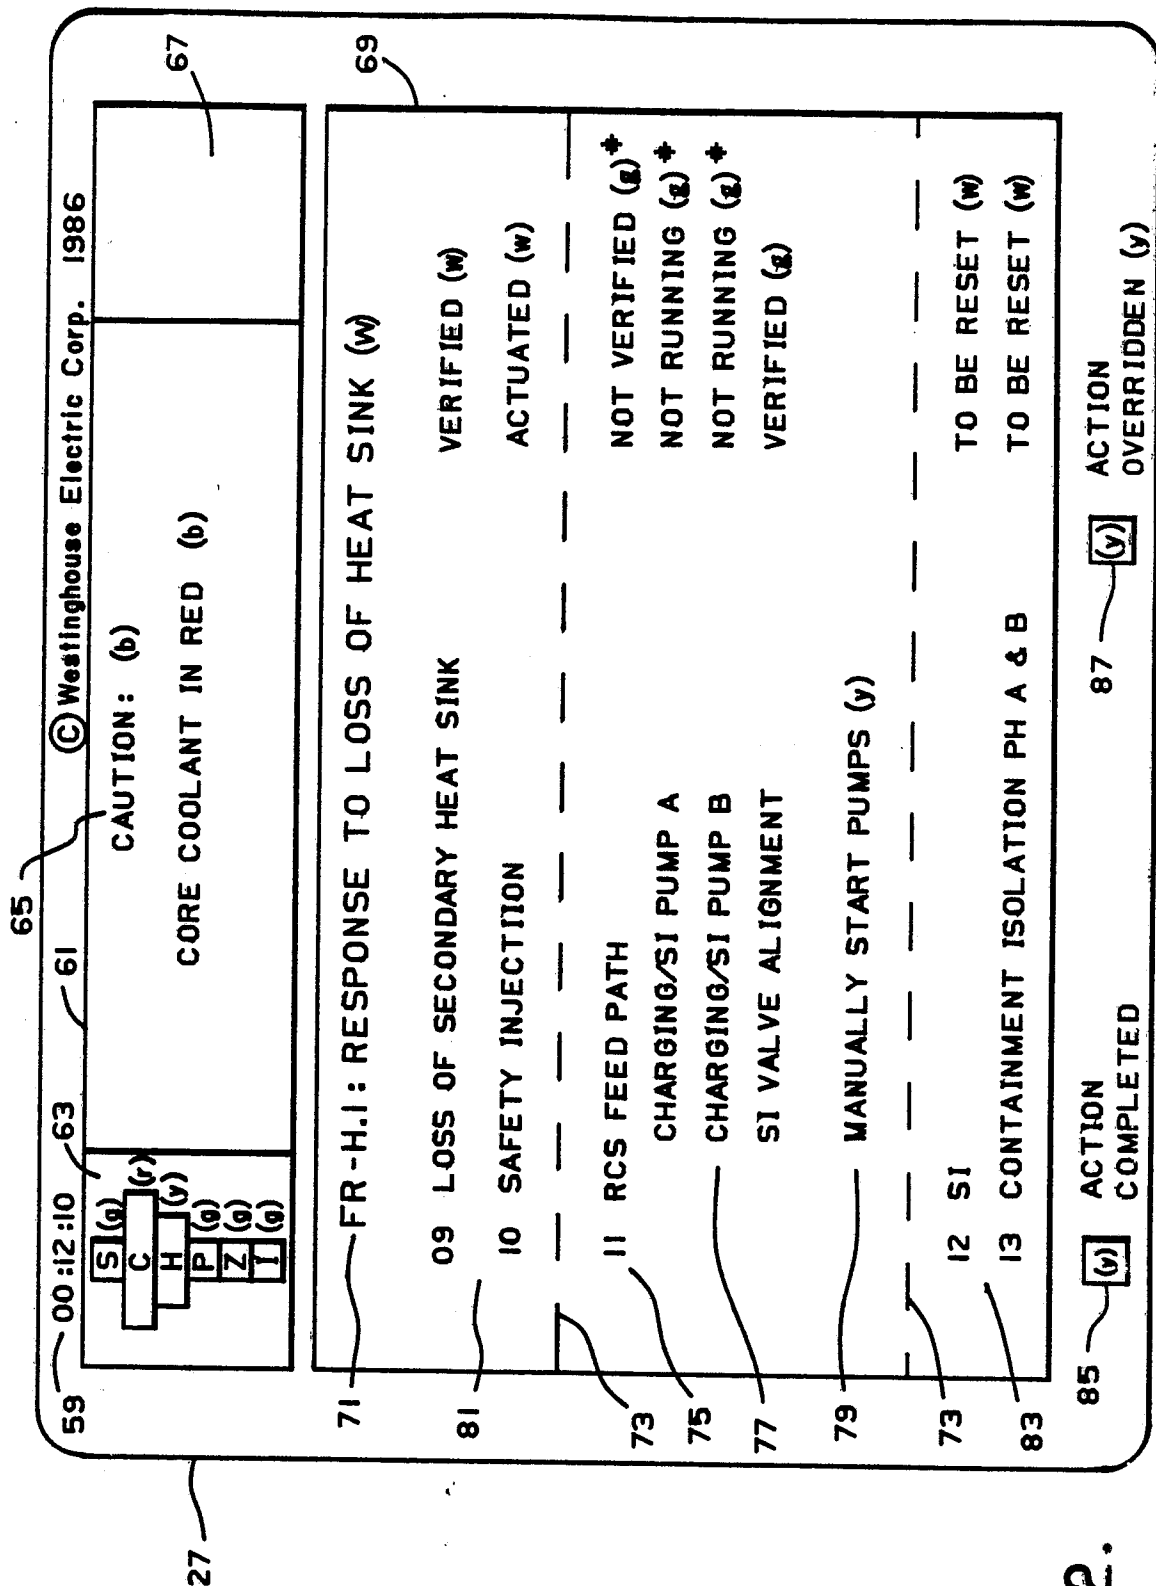 65
59 00:12:10 61 © Westinghouse Electric Corp. 1986
63
67
S (g)
C (r)
H (y)
P (g)
Z (g)
I (g)
CAUTION: (b)
CORE COOLANT IN RED (b)
69
71 FR-H.I: RESPONSE TO LOSS OF HEAT SINK (w)
09 LOSS OF SECONDARY HEAT SINK VERIFIED (w)
81
10 SAFETY INJECTIION ACTUATED (w)
73
11 RCS FEED PATH NOT VERIFIED (g)*
75
CHARGING/SI PUMP A NOT RUNNING (g)*
CHARGING/SI PUMP B NOT RUNNING (g)*
77
SI VALVE ALIGNMENT VERIFIED (g)
79
MANUALLY START PUMPS (y)
73
12 SI TO BE RESET (w)
83
13 CONTAINMENT ISOLATION PH A & B TO BE RESET (w)
85 (y) ACTION COMPLETED
87 (y) ACTION OVERRIDDEN (y)
27
2.